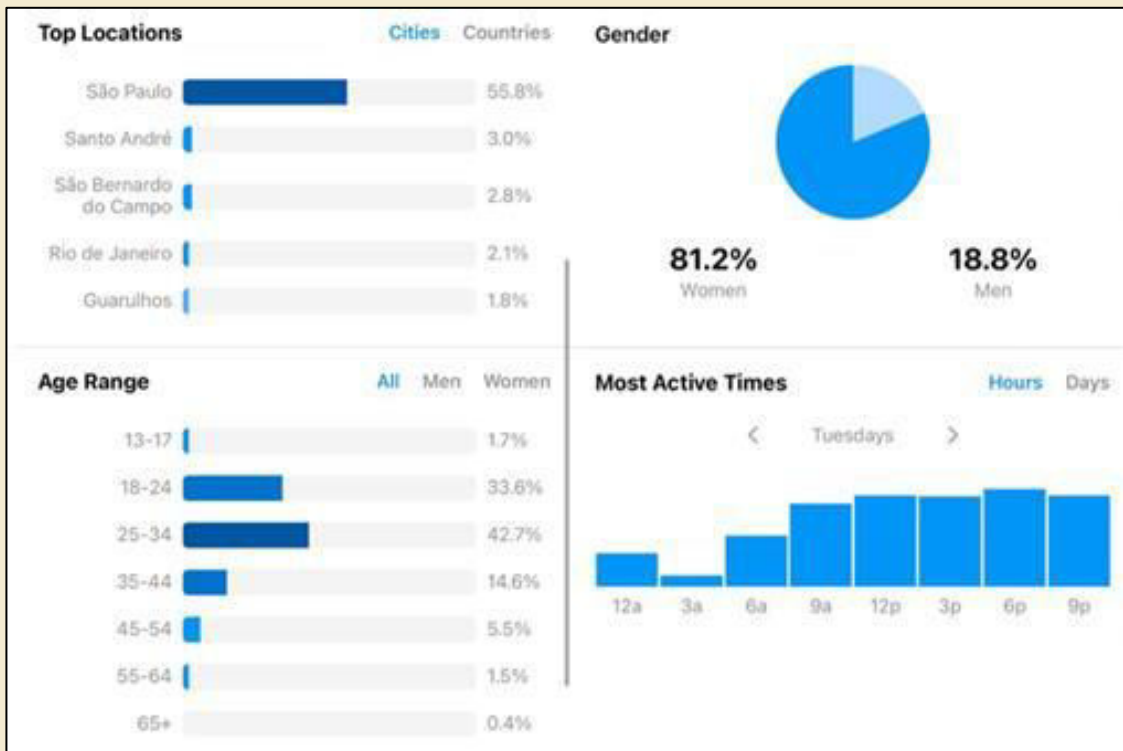 Top Locations Cities Countries
São Paulo 55.8%
Santo André 3.0%
São Bernardo
do Campo 2.8%
Rio de Janeiro 2.1%
Guarulhos 1.8%
Gender
81.2% 18.8%
Women Men
Age Range All Men Women
13-17 1.7%
18-24 33.6%
25-34 42.7%
35-44 14.6%
45-54 5.5%
55-64 1.5%
65+ 0.4%
Most Active Times Hours Days
Tuesdays
12a 3a 6a 9a 12p 3p 6p 9p